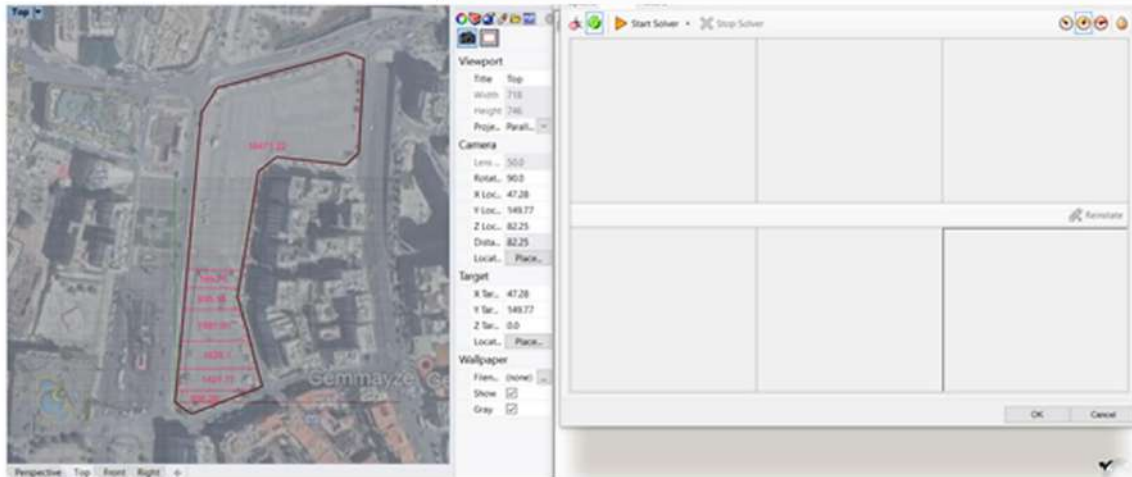 Top
Viewport
Title Top
Width 718
Height 746
Proje... Parall...
Camera
Lens ... 50.0
Rotat... 90.0
X Loc... 47.28
Y Loc... 149.77
Z Loc... 82.25
Dista... 82.25
Locat... Place...
Target
X Tar... 47.28
Y Tar... 149.77
Z Tar... 0.0
Locat... Place...
Wallpaper
Filen... (none) ...
Show
Gray
Gemmayze
Perspective Top Front Right
Start Solver Stop Solver
Reinstate
OK Cancel